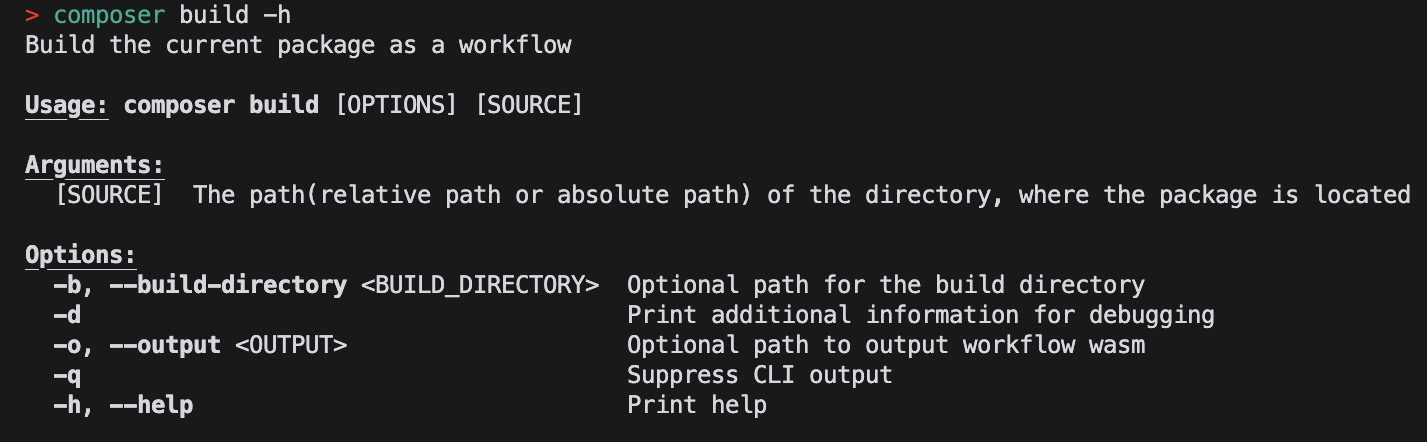 > composer build -h
Build the current package as a workflow
Usage: composer build [OPTIONS] [SOURCE]
Arguments:
[SOURCE]  The path(relative path or absolute path) of the directory, where the package is located
Options:
-b, --build-directory <BUILD_DIRECTORY>  Optional path for the build directory
-d  Print additional information for debugging
-o, --output <OUTPUT>  Optional path to output workflow wasm
-q  Suppress CLI output
-h, --help  Print help